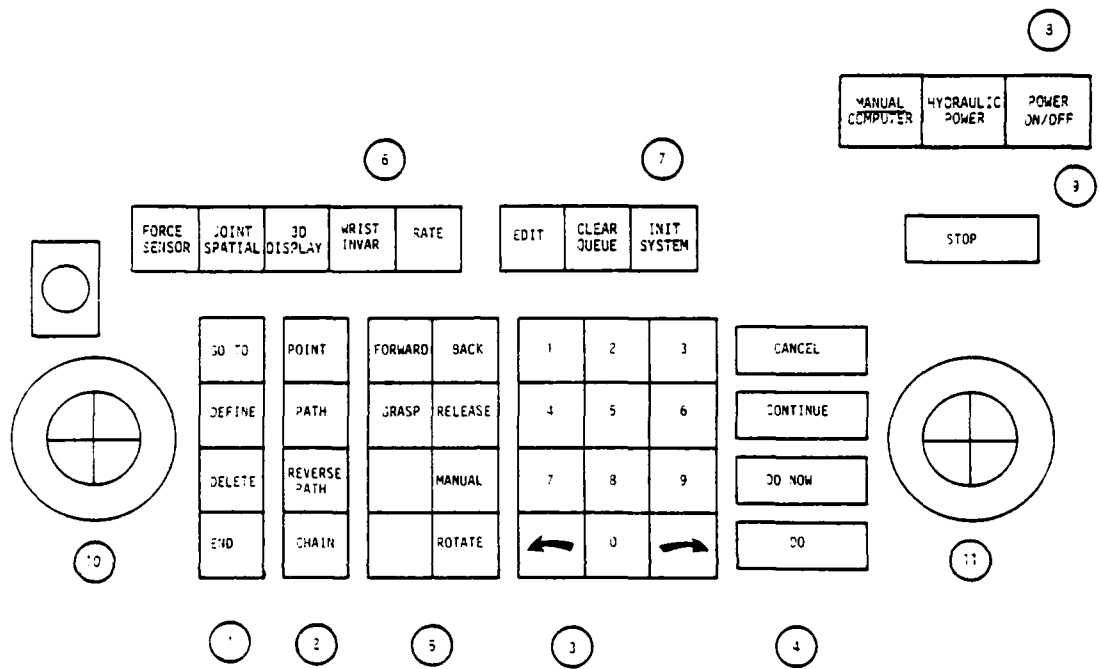 8
MANUAL
COMPUTER
HYDRAULIC
POWER
POWER
ON/OFF
6
7
9
FORCE
SENSOR
JOINT
SPATIAL
3D
DISPLAY
WRIST
INVAR
RATE
EDIT
CLEAR
QUEUE
INIT
SYSTEM
STOP
GO TO
POINT
FORWARD
BACK
1
2
3
CANCEL
DEFINE
PATH
GRASP
RELEASE
4
5
6
CONTINUE
DELETE
REVERSE
PATH
MANUAL
7
8
9
DO NOW
END
CHAIN
ROTATE
0
DO
10
11
1
2
5
3
4